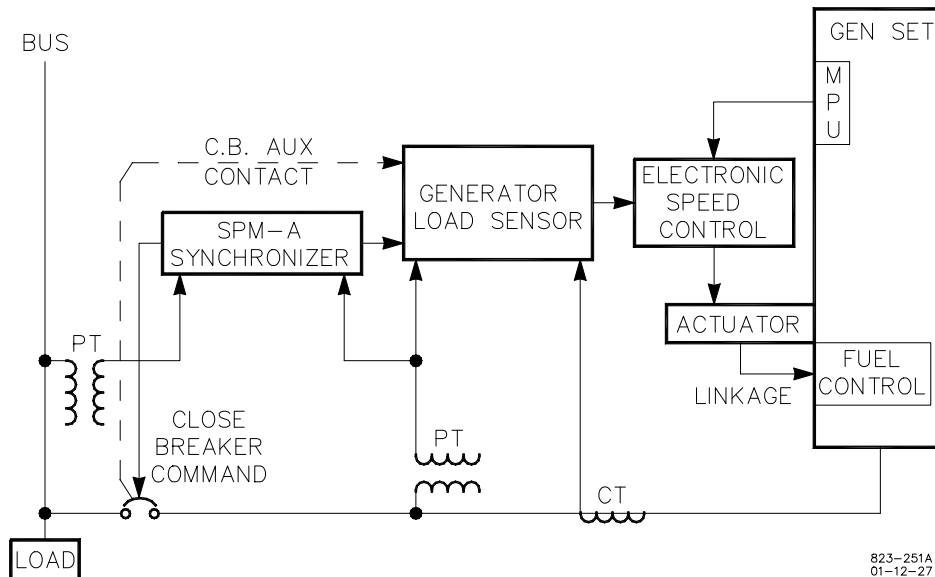 BUS
GEN SET
M
P
U
C.B. AUX
CONTACT
GENERATOR
LOAD SENSOR
ELECTRONIC
SPEED
CONTROL
SPM-A
SYNCHRONIZER
ACTUATOR
PT
FUEL
CONTROL
LINKAGE
CLOSE
BREAKER
COMMAND
PT
CT
LOAD
823-251A
01-12-27